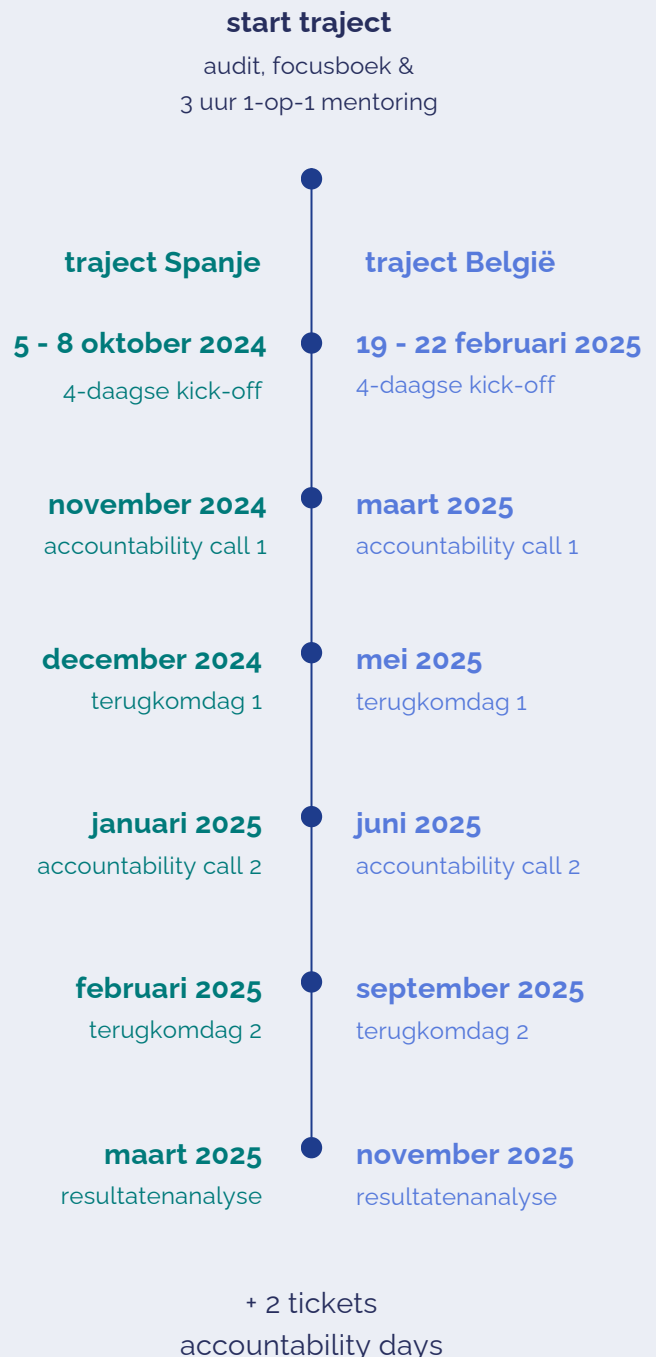 start traject
audit, focusboek &
3 uur 1-op-1 mentoring
traject Spanje
traject België
5 - 8 oktober 2024
4-daagse kick-off
19 - 22 februari 2025
4-daagse kick-off
november 2024
accountability call 1
maart 2025
accountability call 1
december 2024
terugkomdag 1
mei 2025
terugkomdag 1
januari 2025
accountability call 2
juni 2025
accountability call 2
februari 2025
terugkomdag 2
september 2025
terugkomdag 2
maart 2025
resultatenanalyse
november 2025
resultatenanalyse
+ 2 tickets
accountability days